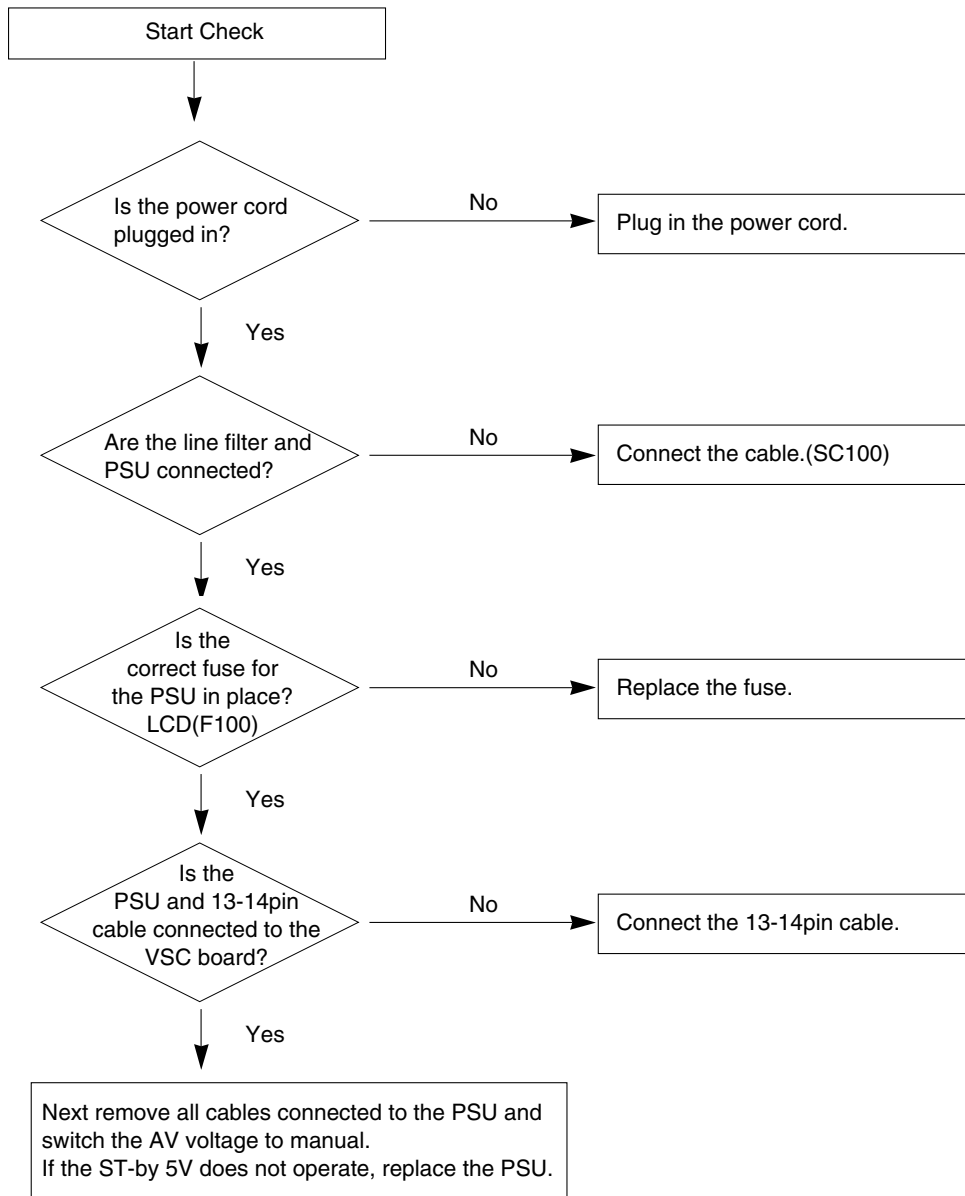 Start Check
Is the power cord
plugged in?
No
Plug in the power cord.
Yes
Are the line filter and
PSU connected?
No
Connect the cable.(SC100)
Yes
Is the
correct fuse for
the PSU in place?
LCD(F100)
No
Replace the fuse.
Yes
Is the
PSU and 13-14pin
cable connected to the
VSC board?
No
Connect the 13-14pin cable.
Yes
Next remove all cables connected to the PSU and
switch the AV voltage to manual.
If the ST-by 5V does not operate, replace the PSU.